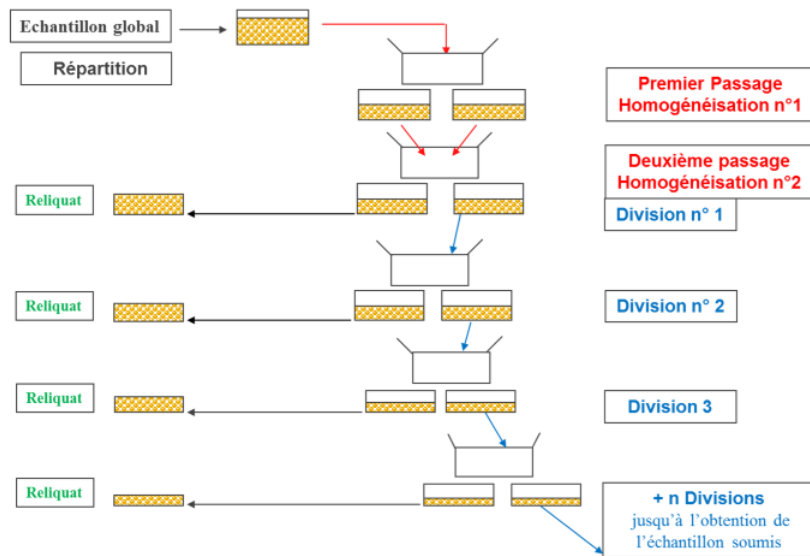 Echantillon global
Répartition
Premier Passage
Homogénéisation n°1
Deuxième passage
Homogénéisation n°2
Reliquat
Division n° 1
Reliquat
Division n° 2
Reliquat
Division 3
Reliquat
+ n Divisions
jusqu'à l'obtention de
l'échantillon soumis